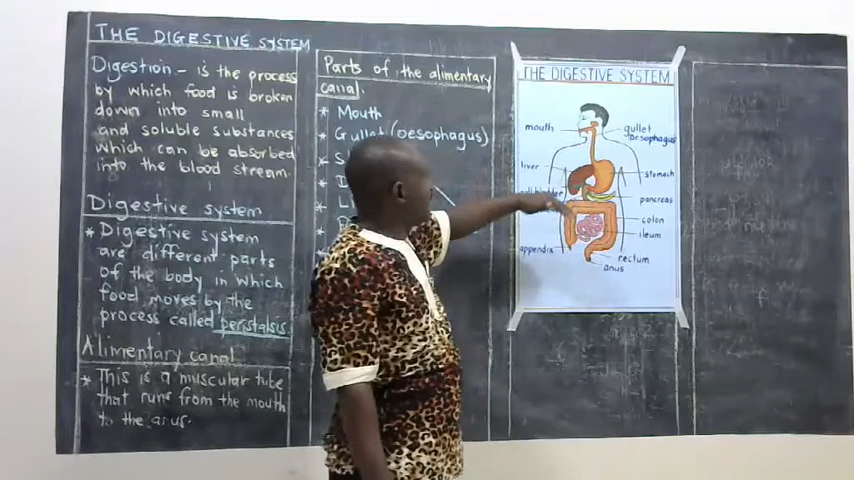 THE DIGESTIVE SYSTEM
Digestion:- is the process
by which food is broken
down into small
and soluble substances
which can be absorbed
into the blood stream.
Digestive system
* Digestive system
are different parts
of the body in which
food moves by the
process called peristalsis
Alimentary canal
* This is a muscular tube
that runs from the mouth
to the anus.
Parts of the alimentary
canal.
* Mouth
* Gullet (oesophagus)
THE DIGESTIVE SYSTEM
mouth
gullet
oesophagus
liver
stomach
pancreas
colon
ileum
appendix
rectum
anus